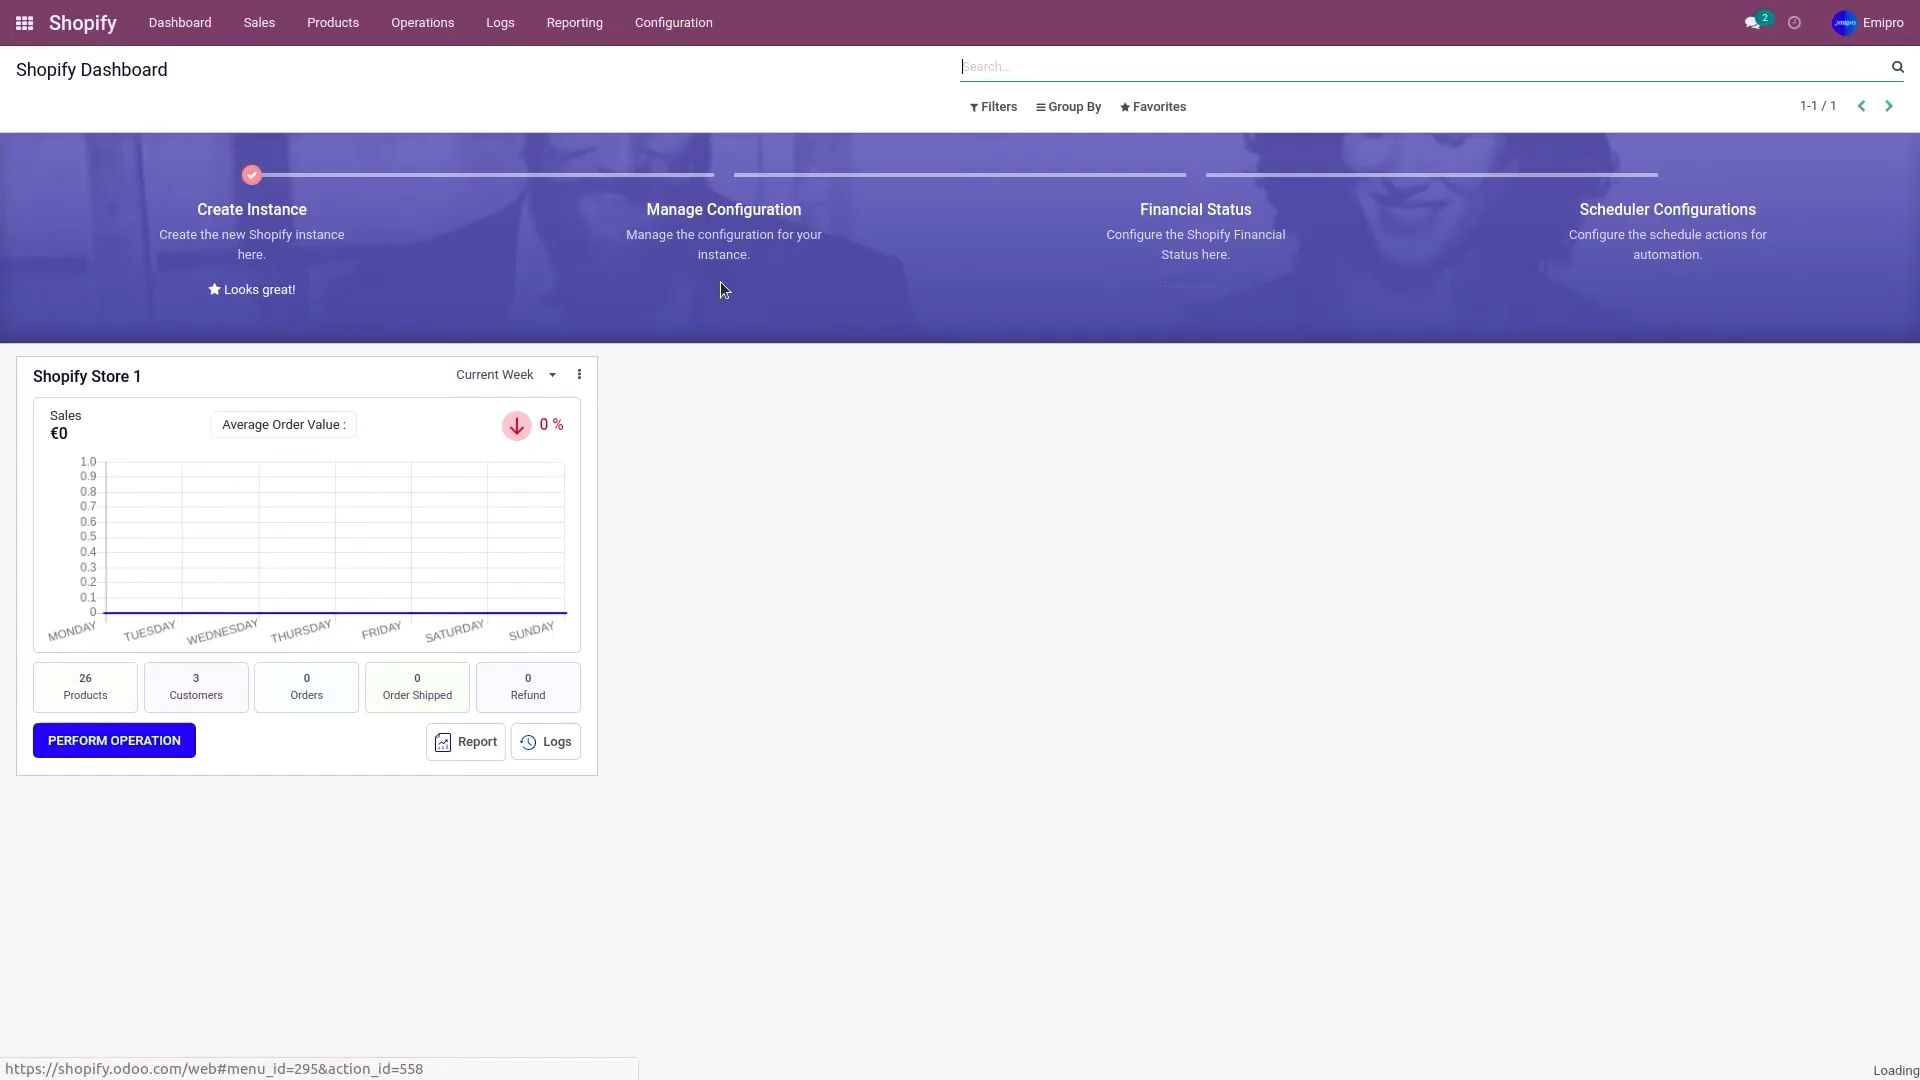 Shopify Dashboard Sales Products Operations Logs Reporting Configuration 2 Emipro
Shopify Dashboard
Search...
Filters Group By Favorites 1-1 / 1
Create Instance
Create the new Shopify instance
here.
Looks great!
Manage Configuration
Manage the configuration for your
instance.
Financial Status
Configure the Shopify Financial
Status here.
Scheduler Configurations
Configure the schedule actions for
automation.
Shopify Store 1 Current Week
Sales
€0
Average Order Value :
0 %
1.0
0.9
0.8
0.7
0.6
0.5
0.4
0.3
0.2
0.1
0
MONDAY TUESDAY WEDNESDAY THURSDAY FRIDAY SATURDAY SUNDAY
26
Products
3
Customers
0
Orders
0
Order Shipped
0
Refund
PERFORM OPERATION Report Logs
https://shopify.odoo.com/web#menu_id=295&action_id=558
Loading